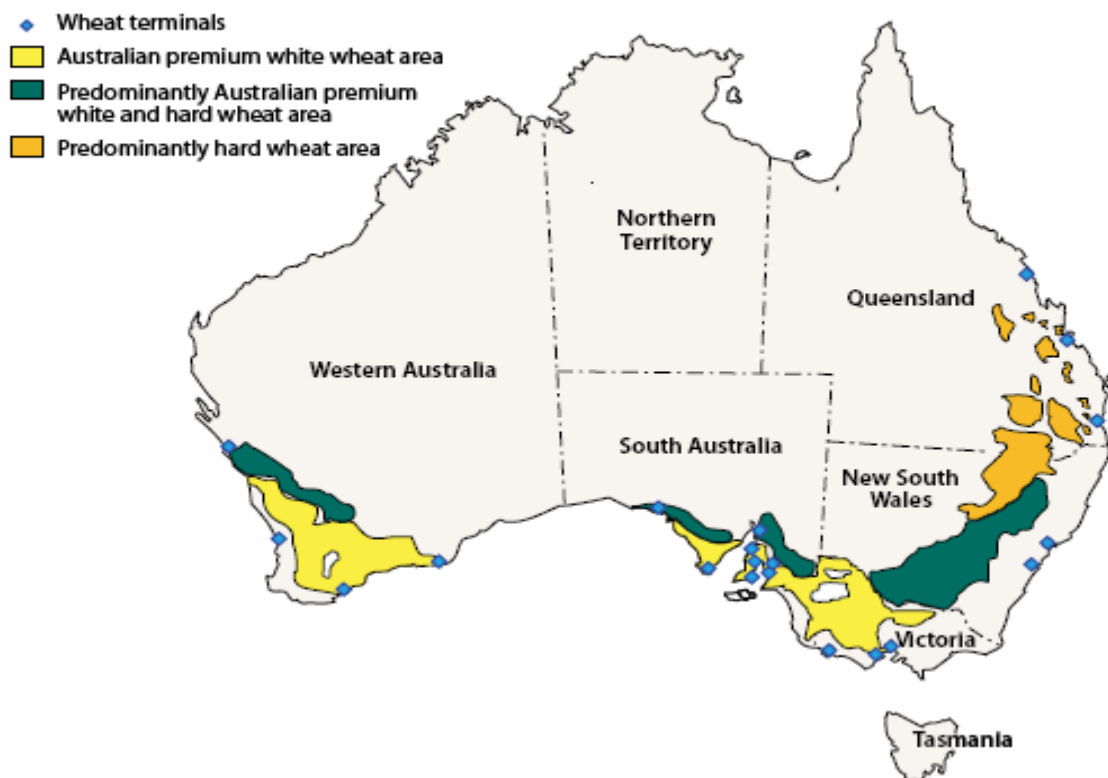 Wheat terminals
Australian premium white wheat area
Predominantly Australian premium
white and hard wheat area
Predominantly hard wheat area
Northern
Territory
Queensland
Western Australia
South Australia
New South
Wales
Victoria
Tasmania